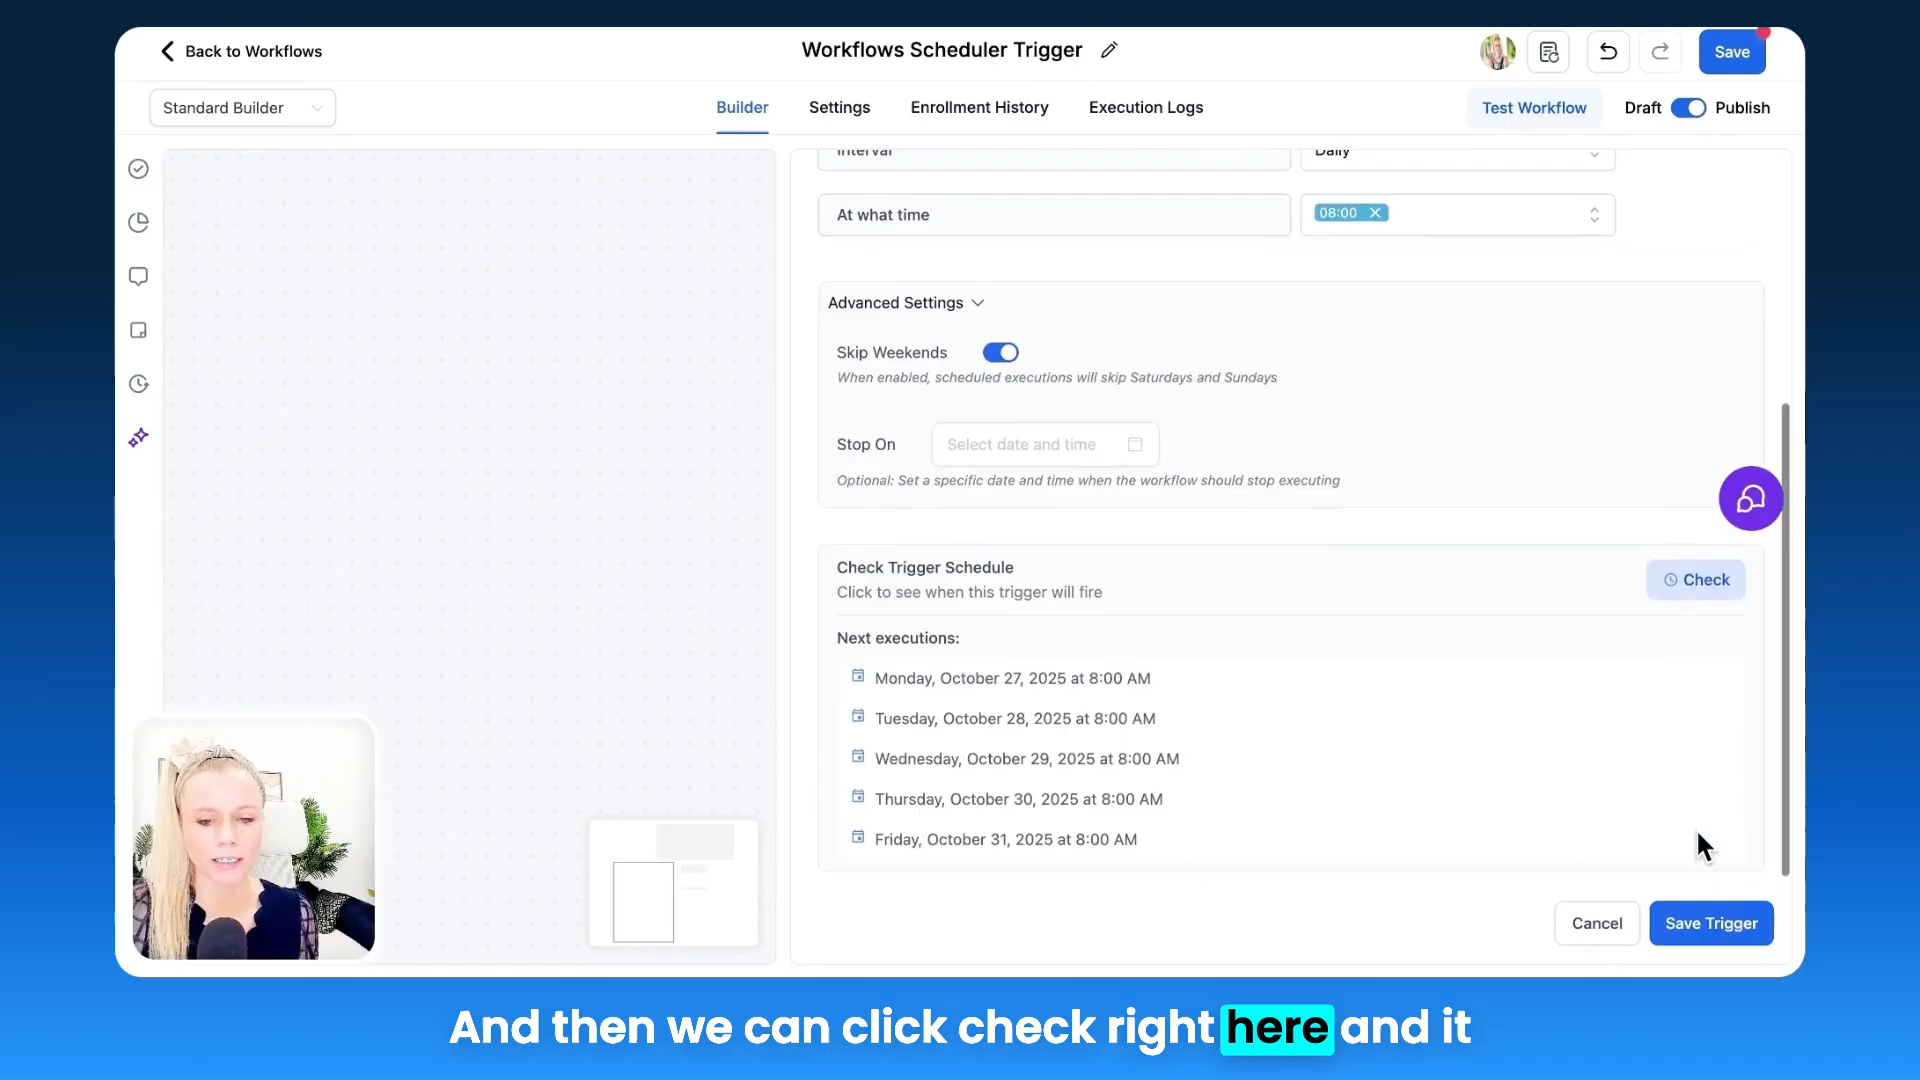 Back to Workflows
Workflows Scheduler Trigger
Save
Standard Builder
Builder
Settings
Enrollment History
Execution Logs
Test Workflow
Draft
Publish
Interval
Daily
At what time
08:00
Advanced Settings
Skip Weekends
When enabled, scheduled executions will skip Saturdays and Sundays
Stop On
Select date and time
Optional: Set a specific date and time when the workflow should stop executing
Check Trigger Schedule
Click to see when this trigger will fire
Check
Next executions:
Monday, October 27, 2025 at 8:00 AM
Tuesday, October 28, 2025 at 8:00 AM
Wednesday, October 29, 2025 at 8:00 AM
Thursday, October 30, 2025 at 8:00 AM
Friday, October 31, 2025 at 8:00 AM
Cancel
Save Trigger
And then we can click check right here and it